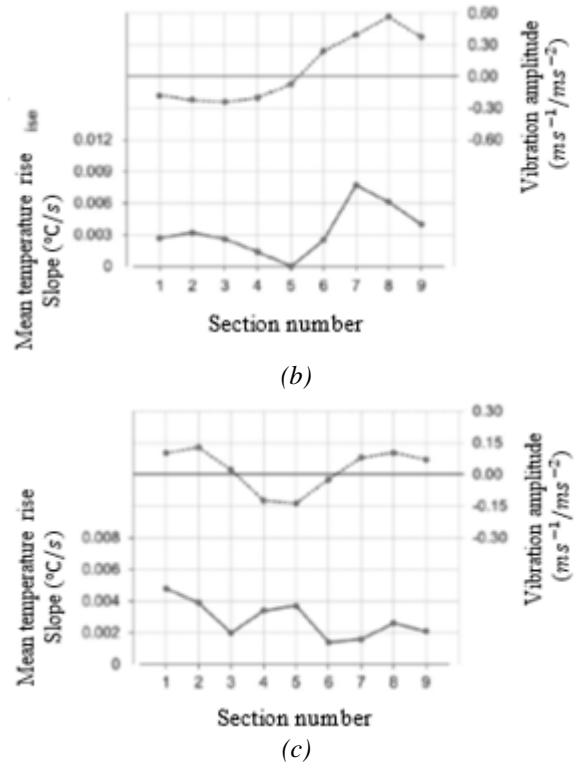 0.60
0.30
0.00
-0.30
-0.60
Vibration amplitude
(ms⁻¹/ms⁻²)
ise
0.012
0.009
0.006
0.003
0
Mean temperature rise
Slope (°C/s)
1 2 3 4 5 6 7 8 9
Section number
(b)
0.30
0.15
0.00
-0.15
-0.30
Vibration amplitude
(ms⁻¹/ms⁻²)
0.008
0.006
0.004
0.002
0
Mean temperature rise
Slope (°C/s)
1 2 3 4 5 6 7 8 9
Section number
(c)